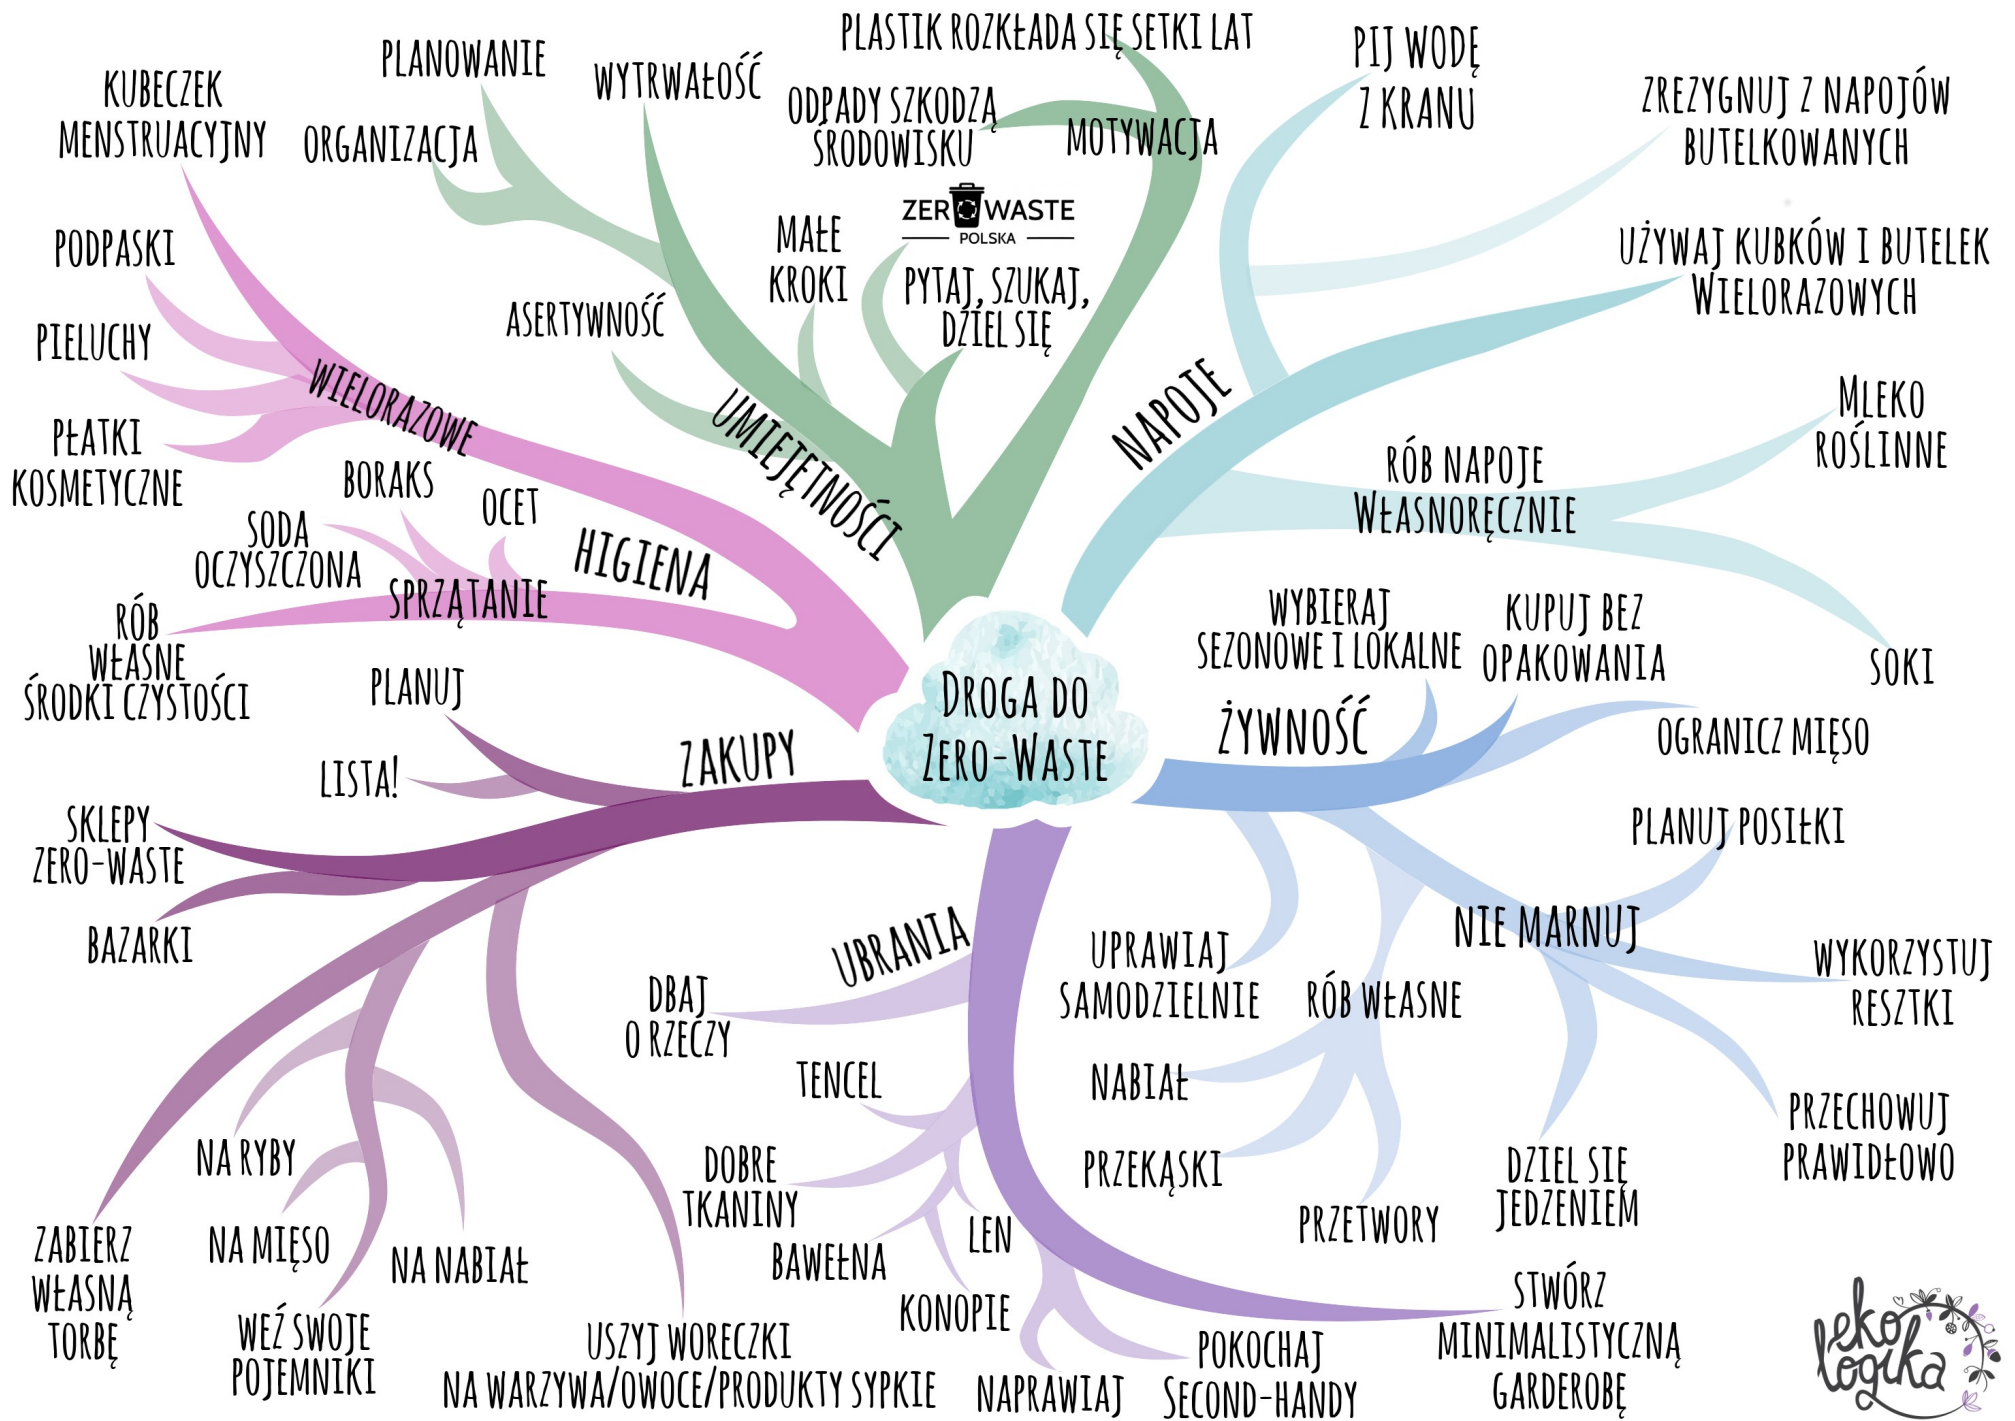 DROGA DO
ZERO-WASTE
UMIEJĘTNOŚCI
PLANOWANIE
ORGANIZACJA
WYTRWAŁOŚĆ
ASERTYWNOŚĆ
MAŁE
KROKI
ZERO WASTE
POLSKA
PYTAJ, SZUKAJ,
DZIEL SIĘ
MOTYWACJA
ODPADY SZKODZĄ
ŚRODOWISKU
PLASTIK ROZKŁADA SIĘ SETKI LAT
NAPOJE
PIJ WODĘ
Z KRANU
ZREZYGNUJ Z NAPOJÓW
BUTELKOWANYCH
UŻYWAJ KUBKÓW I BUTELEK
WIELORAZOWYCH
RÓB NAPOJE
WŁASNORĘCZNIE
MLEKO
ROŚLINNE
SOKI
ŻYWNOŚĆ
WYBIERAJ
SEZONOWE I LOKALNE
KUPUJ BEZ
OPAKOWANIA
OGRANICZ MIĘSO
NIE MARNUJ
PLANUJ POSIŁKI
WYKORZYSTUJ
RESZTKI
PRZECHOWUJ
PRAWIDŁOWO
DZIEL SIĘ
JEDZENIEM
UPRAWIAJ
SAMODZIELNIE
RÓB WŁASNE
NABIAŁ
PRZEKĄSKI
PRZETWORY
UBRANIA
DBAJ
O RZECZY
TENCEL
DOBRE
TKANINY
BAWEŁNA
KONOPIE
LEN
NAPRAWIAJ
POKOCHAJ
SECOND-HANDY
STWÓRZ
MINIMALISTYCZNĄ
GARDEROBĘ
ZAKUPY
PLANUJ
LISTA!
SKLEPY
ZERO-WASTE
BAZARKI
ZABIERZ
WŁASNĄ
TORBĘ
NA RYBY
NA MIĘSO
NA NABIAŁ
WEŹ SWOJE
POJEMNIKI
USZYJ WORECZKI
NA WARZYWA/OWOCE/PRODUKTY SYPKIE
HIGIENA
WIELORAZOWE
KUBECZEK
MENSTRUACYJNY
PODPASKI
PIELUCHY
PŁATKI
KOSMETYCZNE
SPRZĄTANIE
BORAKS
OCET
SODA
OCZYSZCZONA
RÓB
WŁASNE
ŚRODKI CZYSTOŚCI
eko
logika